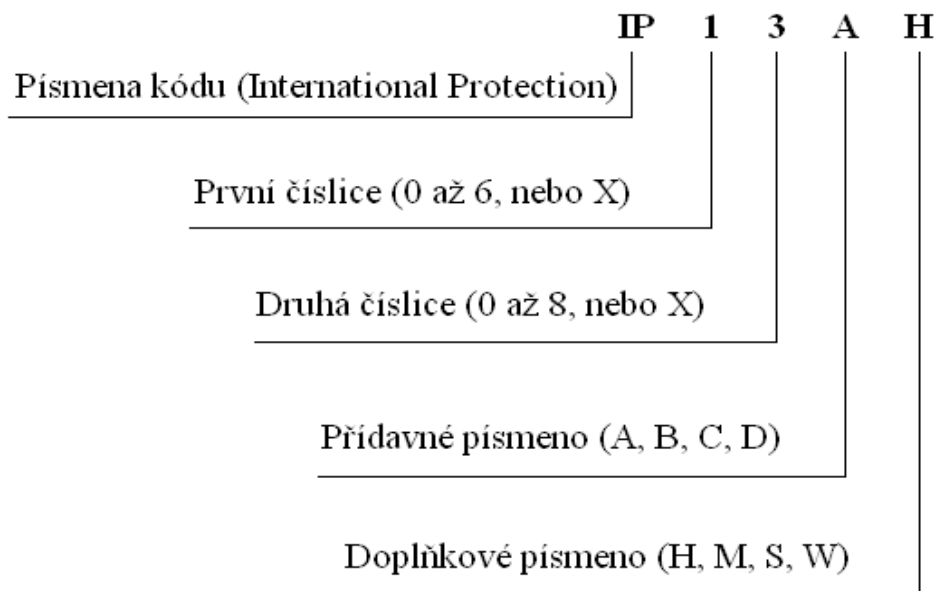 IP 1 3 A H
Písmena kódu (International Protection)
První číslice (0 až 6, nebo X)
Druhá číslice (0 až 8, nebo X)
Přídavné písmeno (A, B, C, D)
Doplňkové písmeno (H, M, S, W)